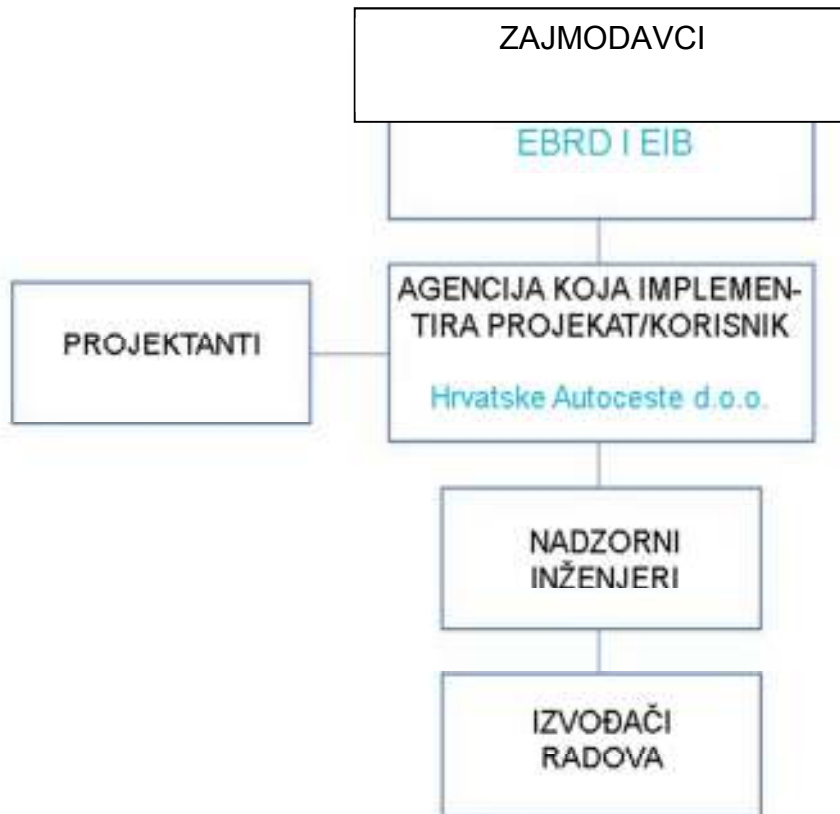 ZAJMODAVCI
EBRD I EIB
PROJEKTANTI
AGENCIJA KOJA IMPLEMEN-
TIRA PROJEKAT/KORISNIK
Hrvatske Autoceste d.o.o.
NADZORNI
INŽENJERI
IZVOĐAČI
RADOVA